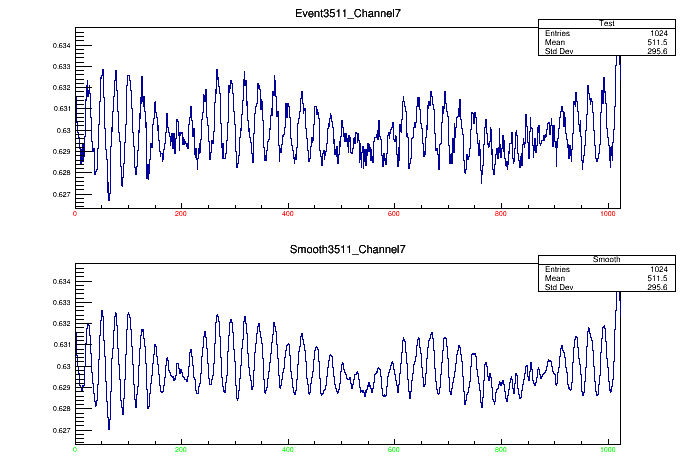 Event3511_Channel7
Test
Entries 1024
Mean 511.5
Std Dev 295.6
0.634
0.633
0.632
0.631
0.63
0.629
0.628
0.627
0 200 400 600 800 1000
Smooth3511_Channel7
Smooth
Entries 1024
Mean 511.5
Std Dev 295.6
0.634
0.633
0.632
0.631
0.63
0.629
0.628
0.627
0 200 400 600 800 1000